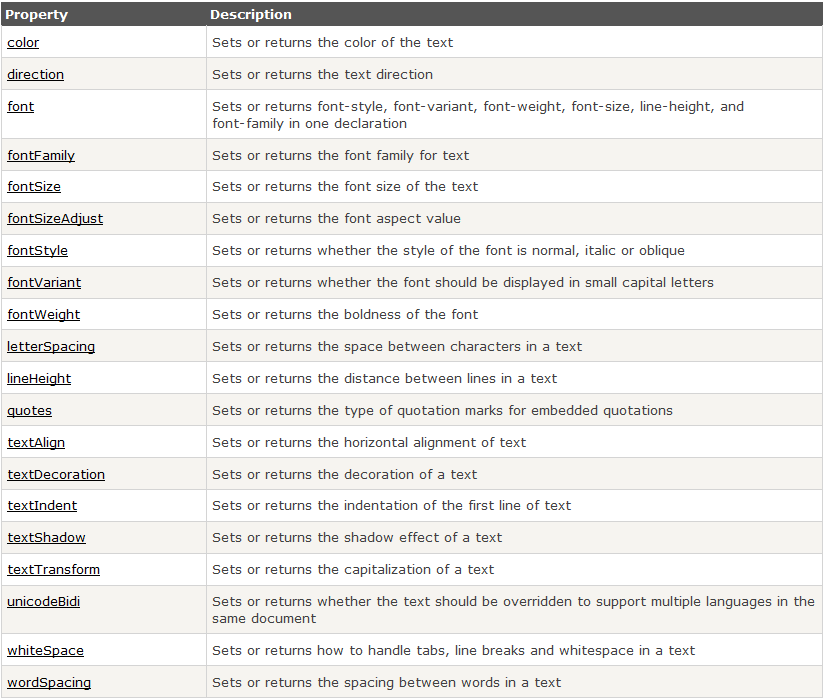 Property Description
color Sets or returns the color of the text
direction Sets or returns the text direction
font Sets or returns font-style, font-variant, font-weight, font-size, line-height, and
font-family in one declaration
fontFamily Sets or returns the font family for text
fontSize Sets or returns the font size of the text
fontSizeAdjust Sets or returns the font aspect value
fontStyle Sets or returns whether the style of the font is normal, italic or oblique
fontVariant Sets or returns whether the font should be displayed in small capital letters
fontWeight Sets or returns the boldness of the font
letterSpacing Sets or returns the space between characters in a text
lineHeight Sets or returns the distance between lines in a text
quotes Sets or returns the type of quotation marks for embedded quotations
textAlign Sets or returns the horizontal alignment of text
textDecoration Sets or returns the decoration of a text
textIndent Sets or returns the indentation of the first line of text
textShadow Sets or returns the shadow effect of a text
textTransform Sets or returns the capitalization of a text
unicodeBidi Sets or returns whether the text should be overridden to support multiple languages in the
same document
whiteSpace Sets or returns how to handle tabs, line breaks and whitespace in a text
wordSpacing Sets or returns the spacing between words in a text